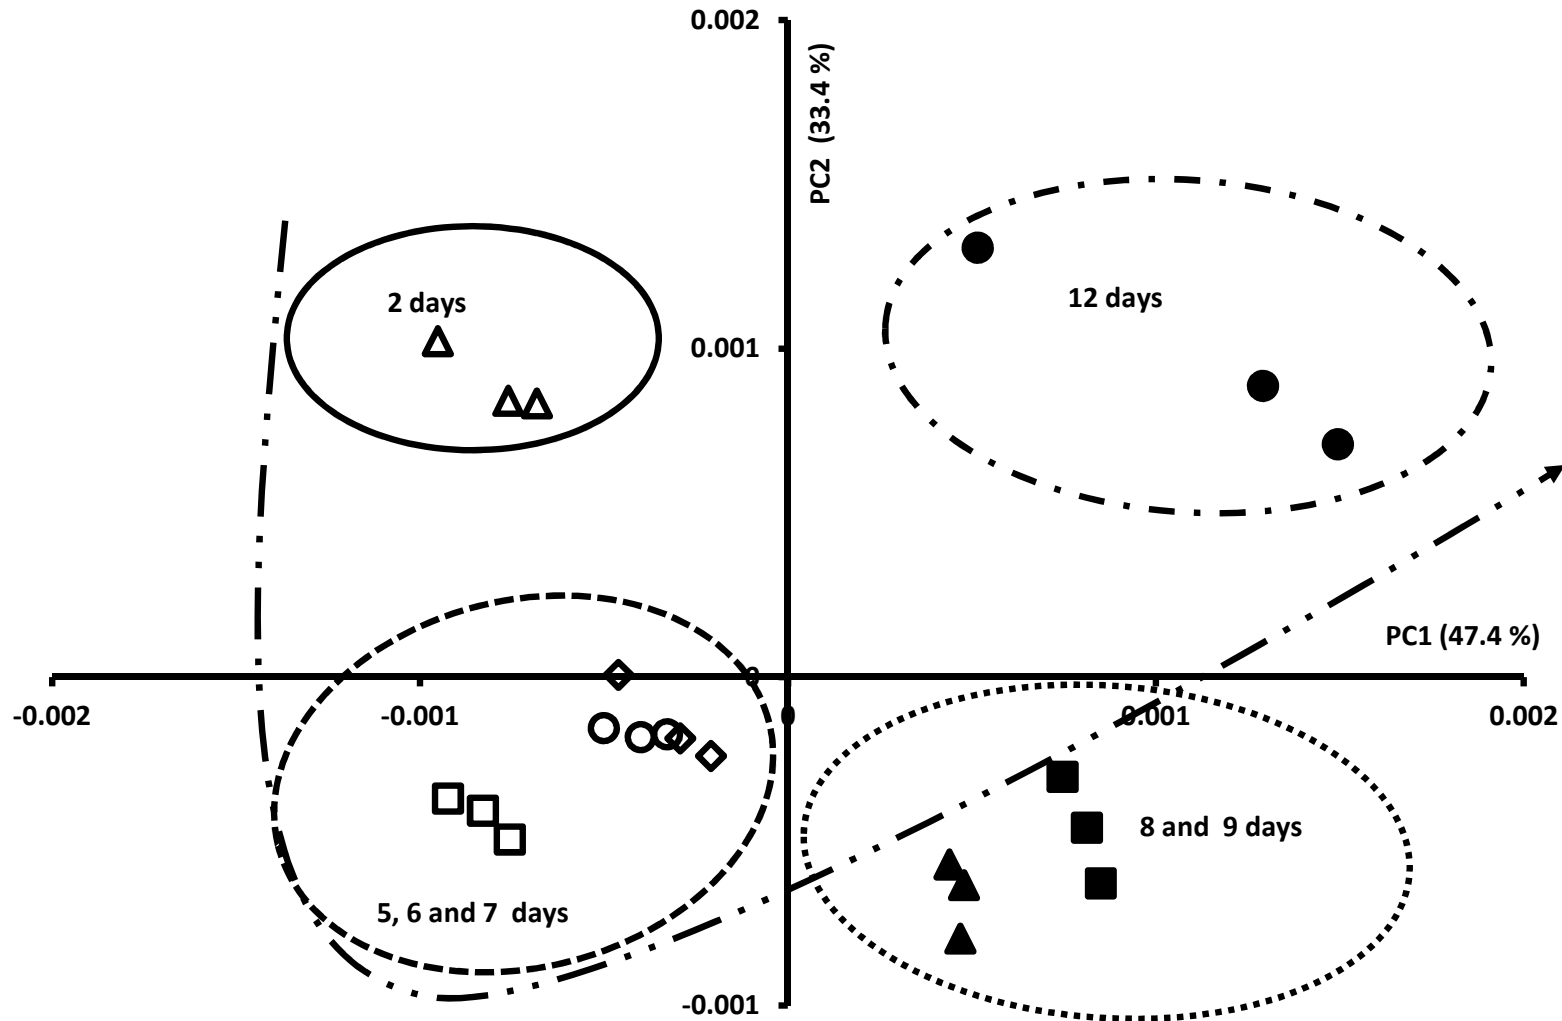 0.002
PC2 (33.4 %)
2 days
12 days
0.001
PC1 (47.4 %)
0
-0.002
-0.001
0
0.001
0.002
8 and 9 days
5, 6 and 7 days
-0.001